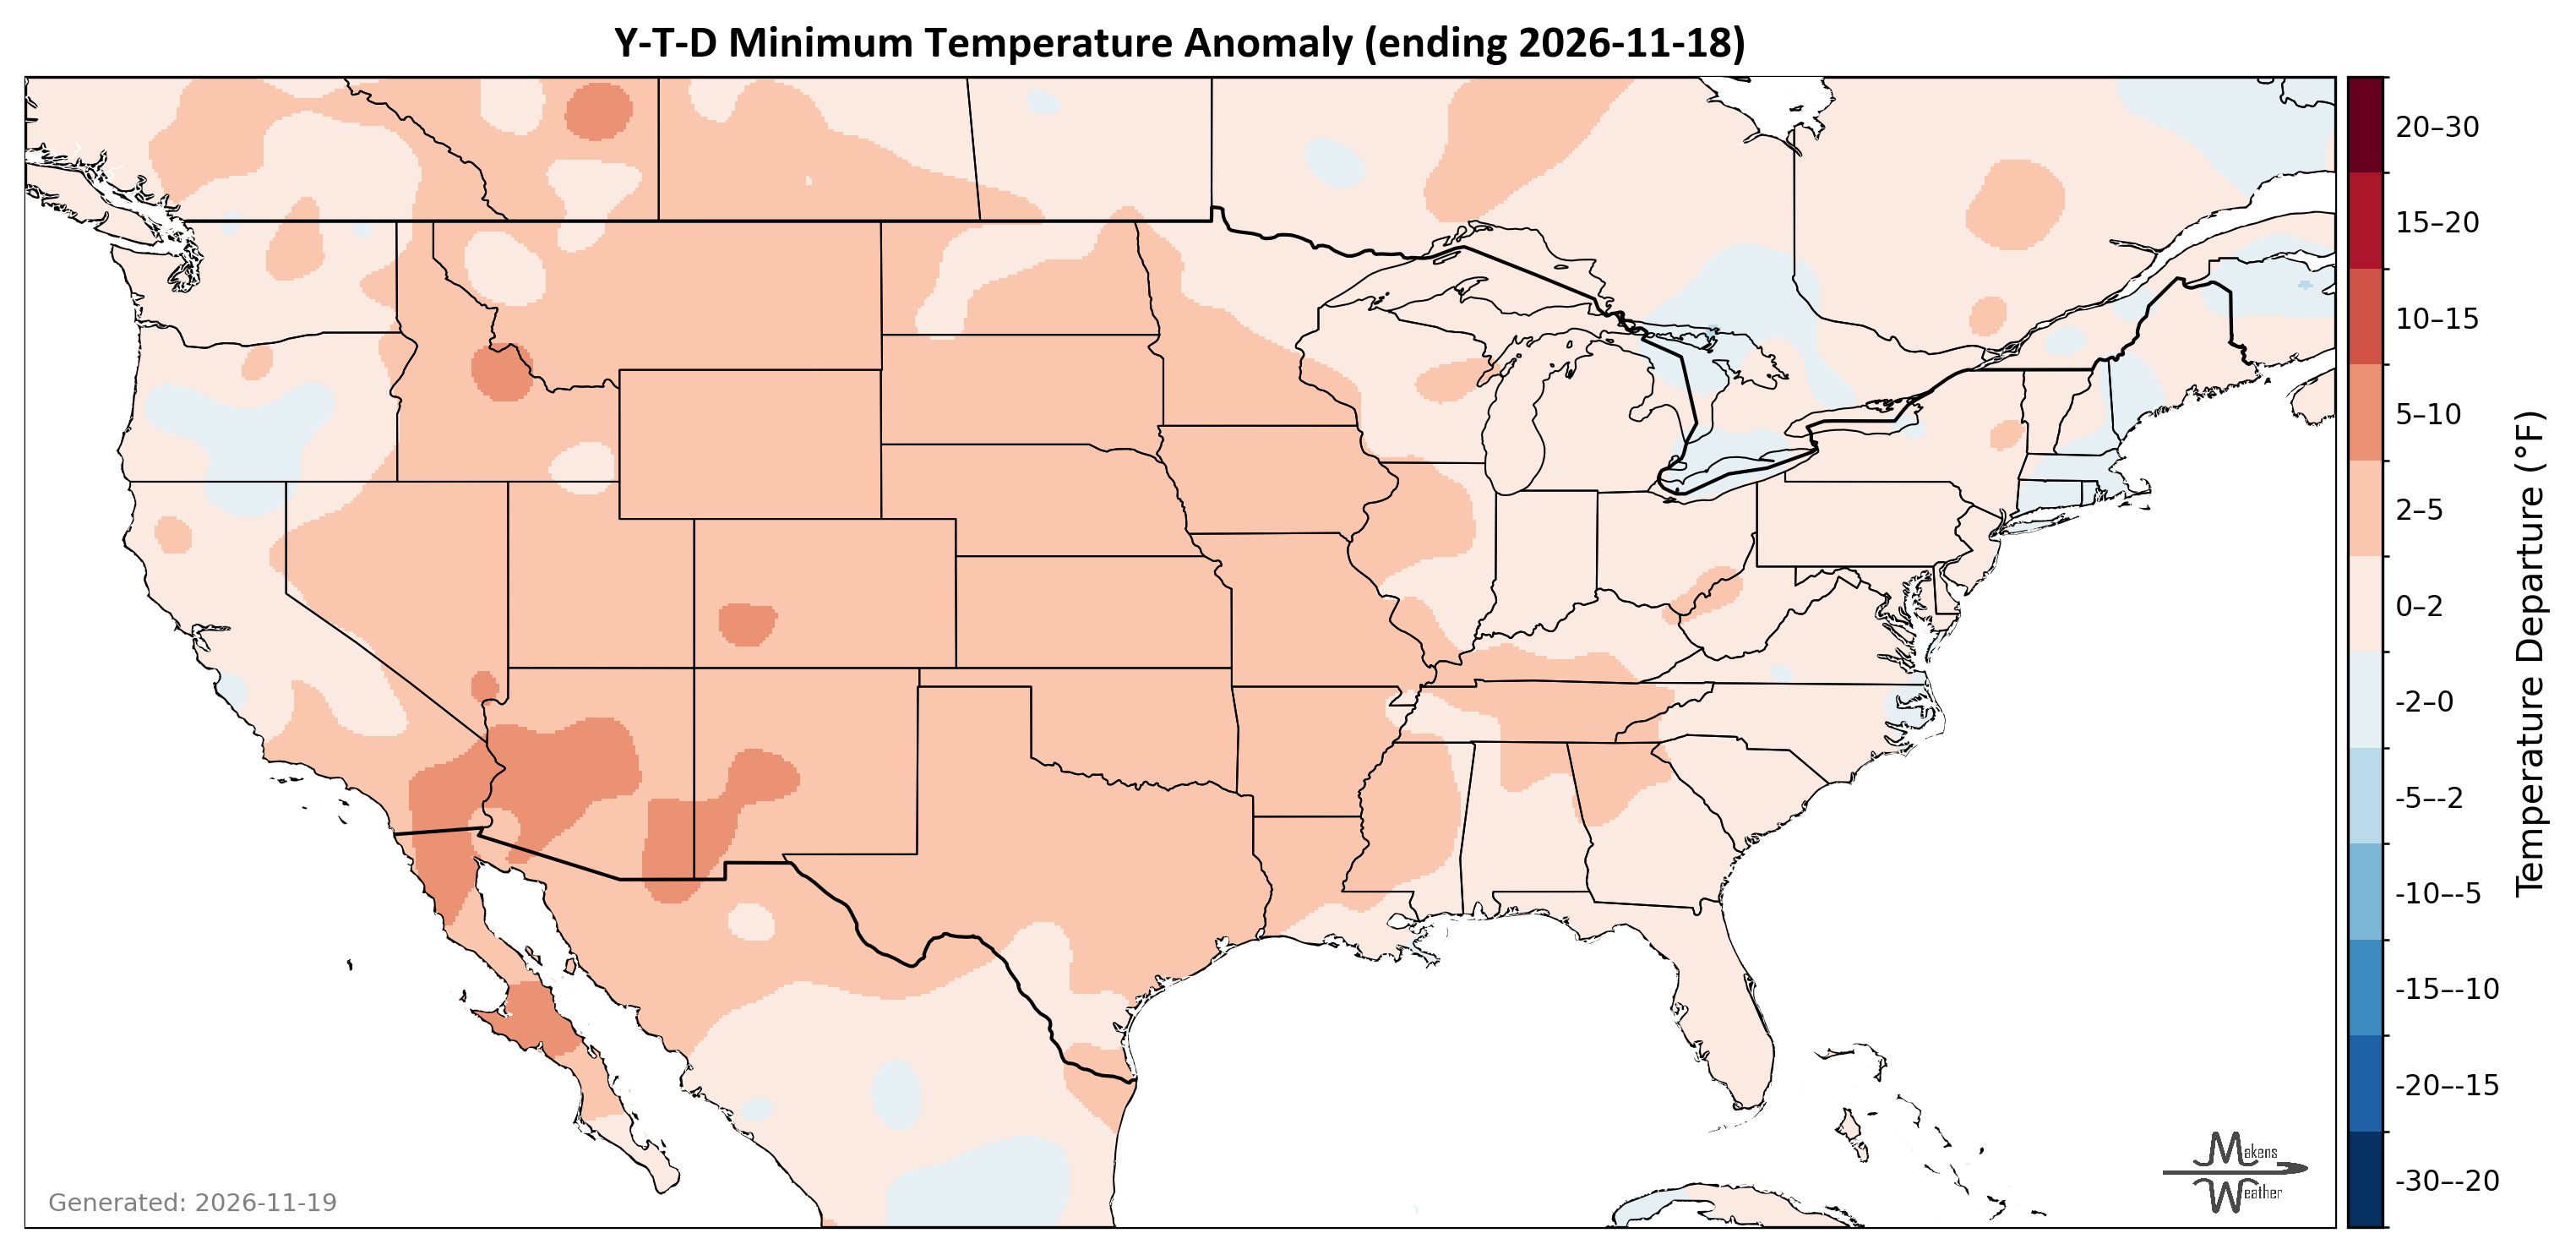 Y-T-D Minimum Temperature Anomaly (ending 2026-11-18)
20–30
15–20
10–15
5–10
2–5
0–2
-2–0
-5–-2
-10–-5
-15–-10
-20–-15
-30–-20
Temperature Departure (°F)
Generated: 2026-11-19
Makens
Weather